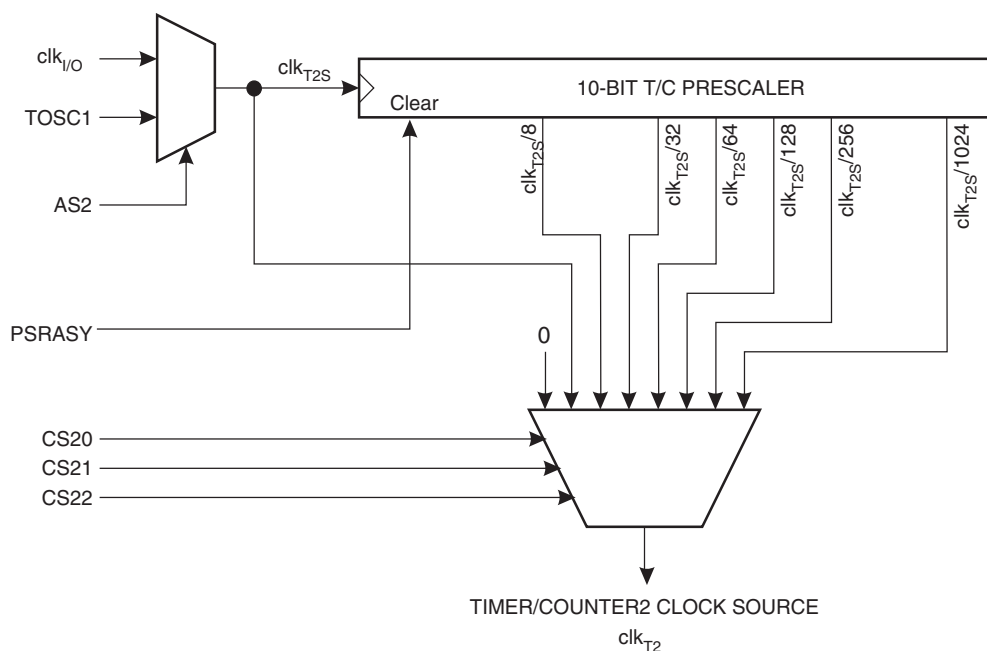 clkI/O
clkT2S
10-BIT T/C PRESCALER
TOSC1
Clear
clkT2S/8
clkT2S/32
clkT2S/64
clkT2S/128
clkT2S/256
clkT2S/1024
AS2
PSRASY
0
CS20
CS21
CS22
TIMER/COUNTER2 CLOCK SOURCE
clkT2